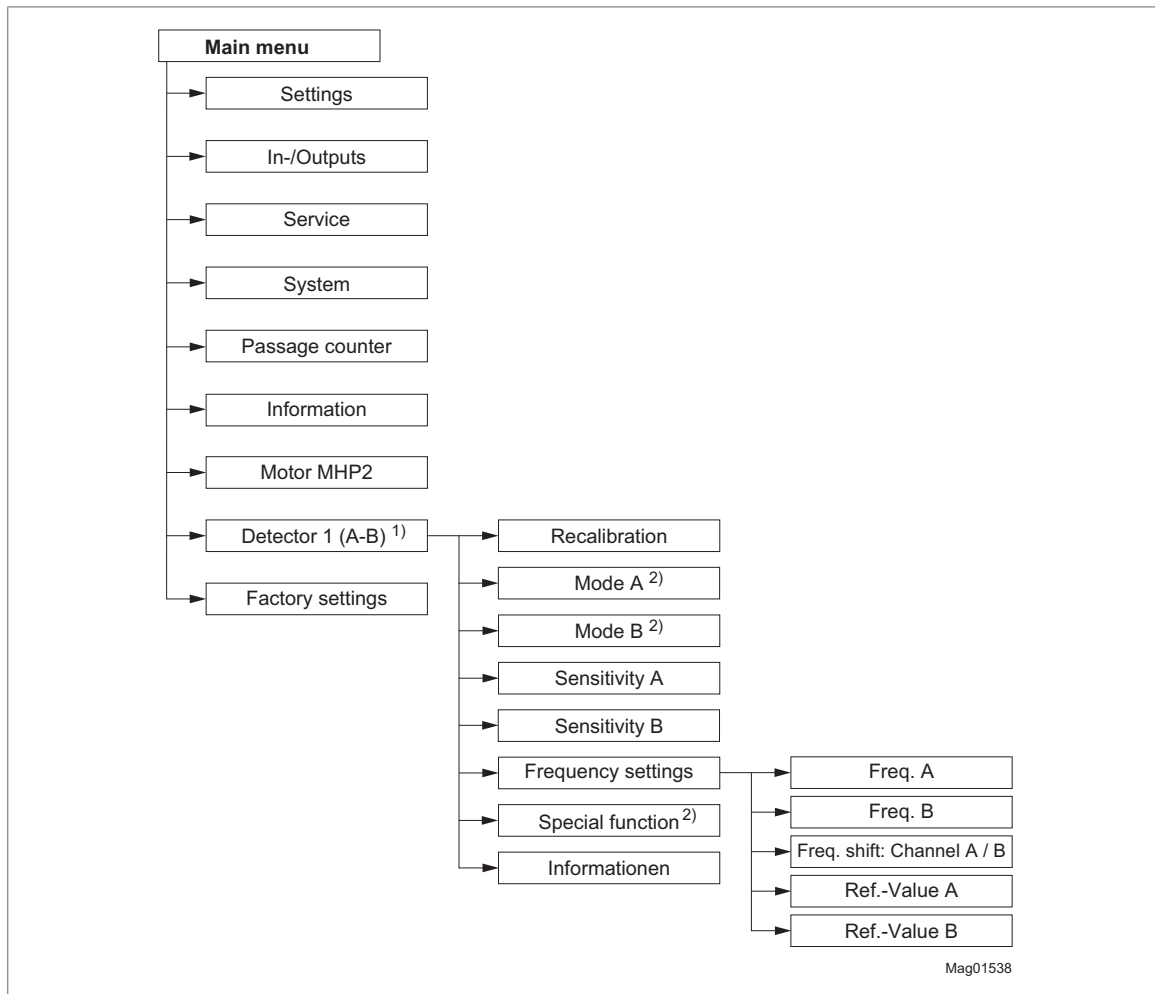 Main menu
Settings
In-/Outputs
Service
System
Passage counter
Information
Motor MHP2
Detector 1 (A-B) 1)
Factory settings
Recalibration
Mode A 2)
Mode B 2)
Sensitivity A
Sensitivity B
Frequency settings
Special function 2)
Informationen
Freq. A
Freq. B
Freq. shift: Channel A / B
Ref.-Value A
Ref.-Value B
Mag01538